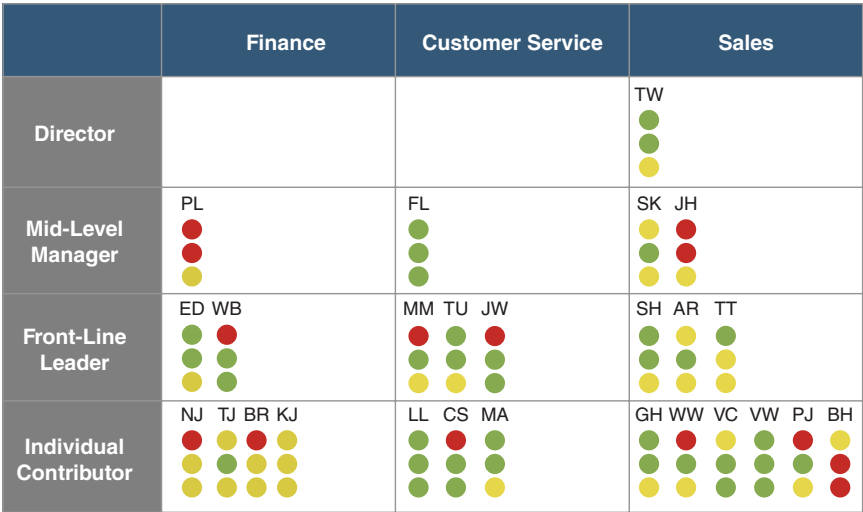 Finance Customer Service Sales
Director
TW
Mid-Level
Manager
PL
FL
SK JH
Front-Line
Leader
ED WB
MM TU JW
SH AR TT
Individual
Contributor
NJ TJ BR KJ
LL CS MA
GH WW VC VW PJ BH